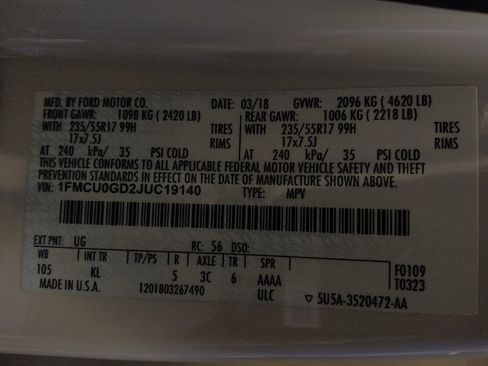 MFD. BY FORD MOTOR CO. DATE: 03/18 GVWR: 2096 KG ( 4620 LB)
FRONT GAWR: 1098 KG ( 2420 LB) REAR GAWR: 1006 KG ( 2218 LB)
WITH 235/55R17 99H TIRES WITH 235/55R17 99H TIRES
17x7.5J RIMS 17x7.5J RIMS
AT 240 kPa/ 35 PSI COLD AT 240 kPa/ 35 PSI COLD
THIS VEHICLE CONFORMS TO ALL APPLICABLE FEDERAL MOTOR VEHICLE SAFETY AND THEFT
PREVENTION STANDARDS IN EFFECT ON THE DATE OF MANUFACTURE SHOWN ABOVE.
VIN: 1FMCU0GD2JUC19140 TYPE: MPV
EXT PNT: UG RC: 56 DSO:
WB INT TR TP/PS R AXLE TR SPR F0109
105 KL 5 3C 6 AAAA T0323
MADE IN U.S.A. 1201803267490 ULC ▽ 5U5A-3520472-AA